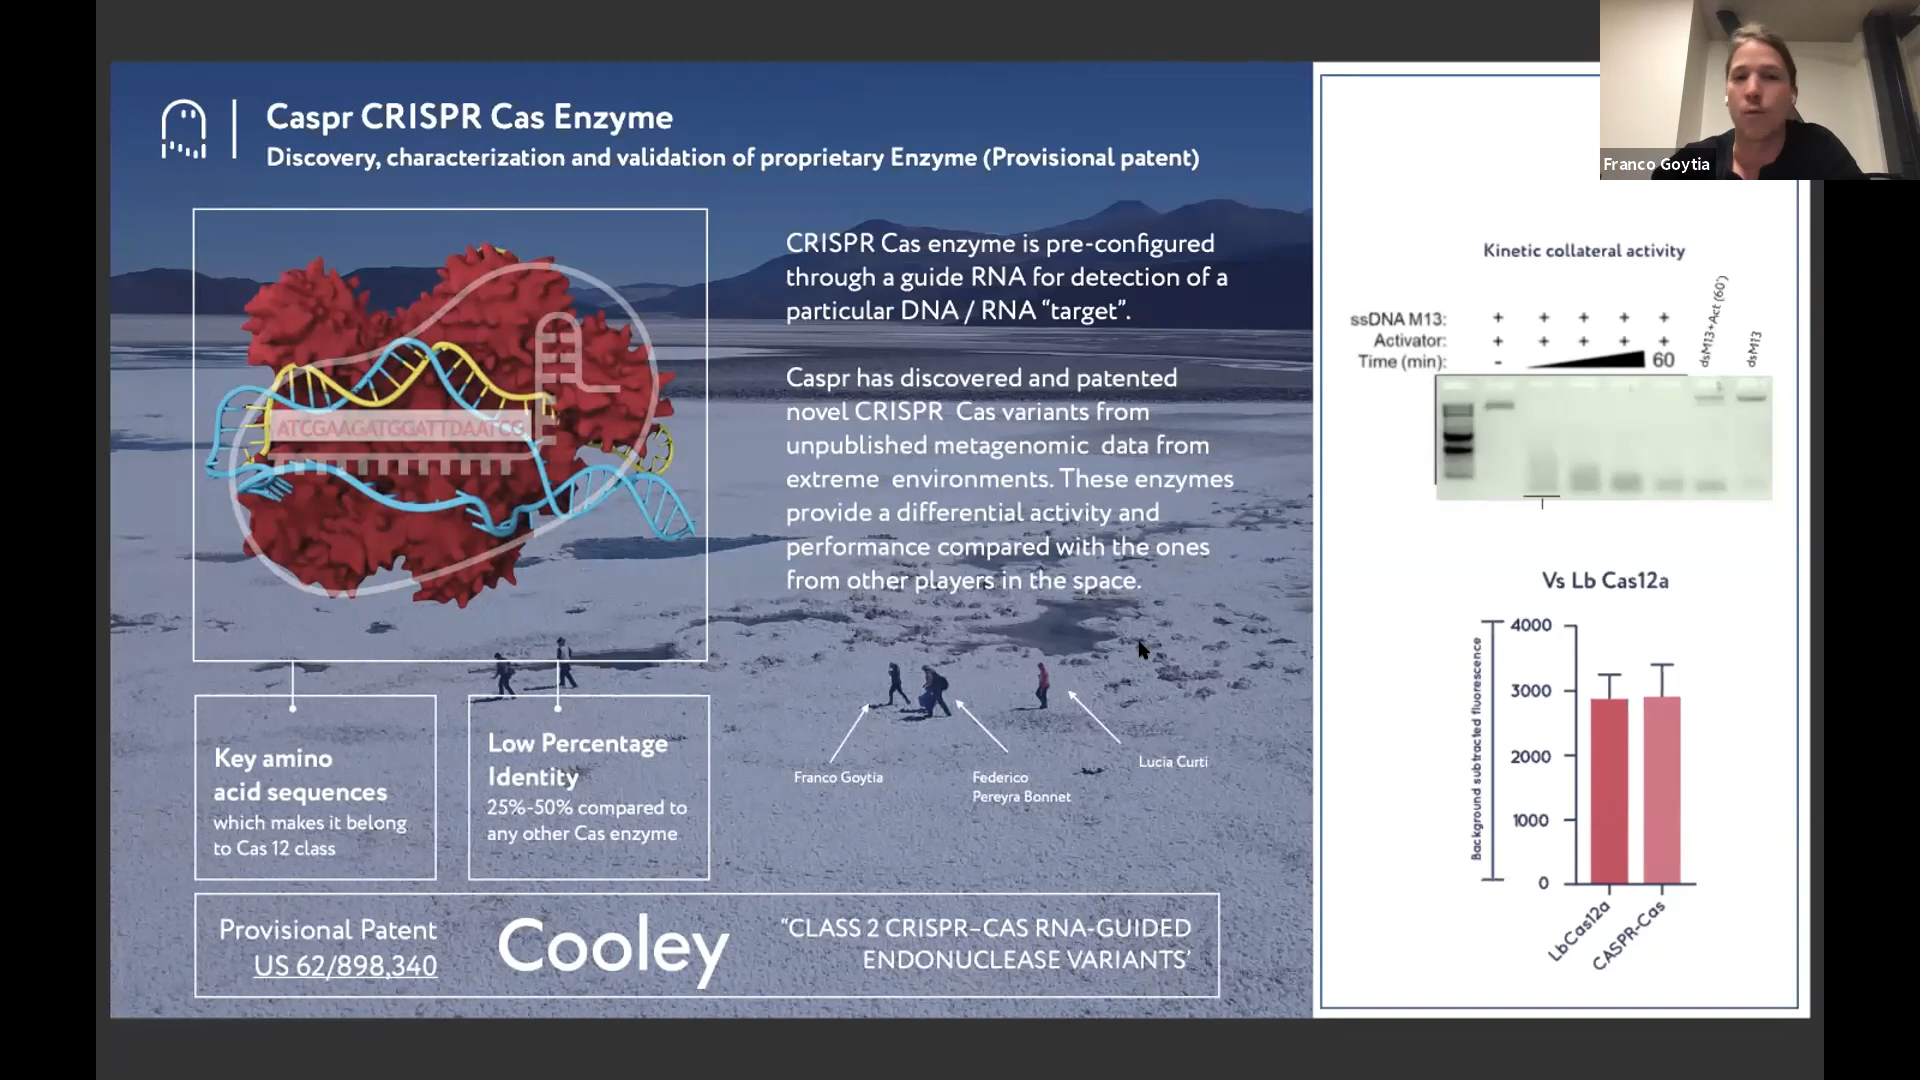 Caspr CRISPR Cas Enzyme
Discovery, characterization and validation of proprietary Enzyme (Provisional patent)
ATCGAAGATGGATTDAATCG
CRISPR Cas enzyme is pre-configured
through a guide RNA for detection of a
particular DNA / RNA “target”.
Caspr has discovered and patented
novel CRISPR Cas variants from
unpublished metagenomic data from
extreme environments. These enzymes
provide a differential activity and
performance compared with the ones
from other players in the space.
Franco Goytia
Federico
Pereyra Bonnet
Lucia Curti
Key amino
acid sequences
which makes it belong
to Cas 12 class
Low Percentage
Identity
25%-50% compared to
any other Cas enzyme
Provisional Patent
US 62/898,340
Cooley
“CLASS 2 CRISPR–CAS RNA-GUIDED
ENDONUCLEASE VARIANTS’
Franco Goytia
Kinetic collateral activity
ssDNA M13: + + + + +
Activator: + + + + +
Time (min): - 60
dsM13+Act (60')
dsM13
Vs Lb Cas12a
Background subtracted fluorescence
4000
3000
2000
1000
0
LbCas12a
CASPR-Cas